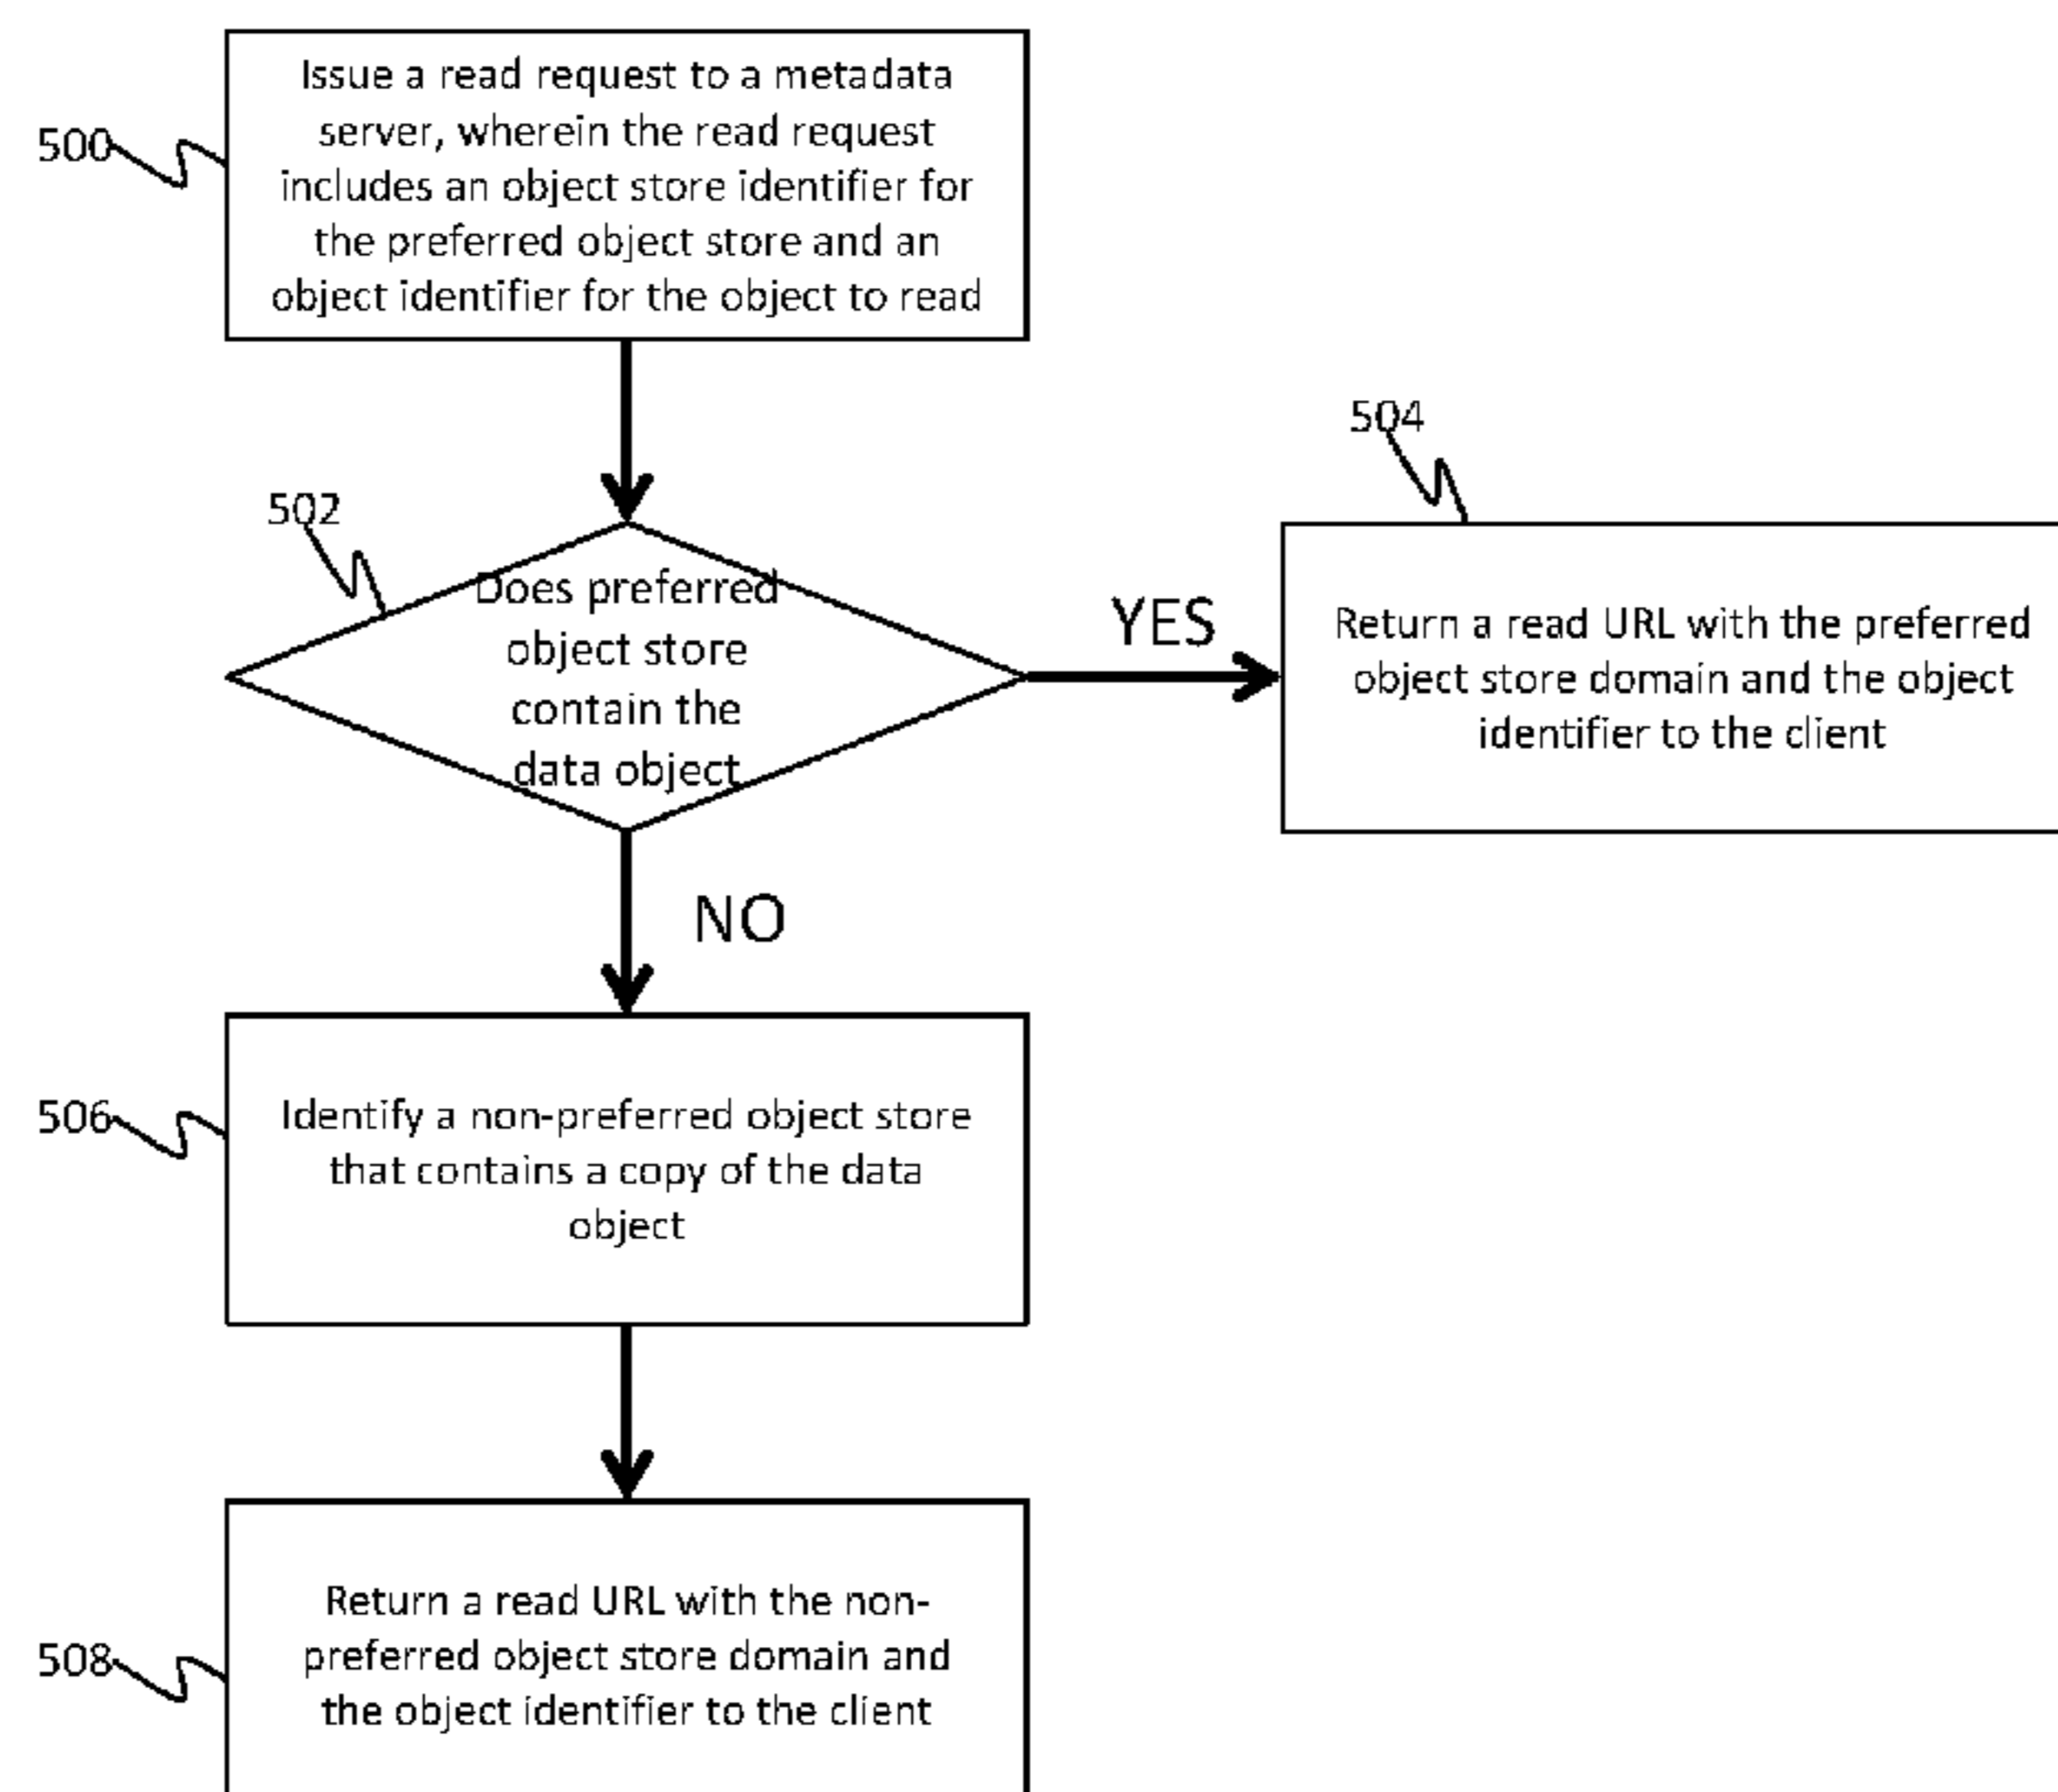 500
Issue a read request to a metadata
server, wherein the read request
includes an object store identifier for
the preferred object store and an
object identifier for the object to read
502
Does preferred
object store
contain the
data object
YES
504
Return a read URL with the preferred
object store domain and the object
identifier to the client
NO
506
Identify a non-preferred object store
that contains a copy of the data
object
508
Return a read URL with the non-
preferred object store domain and
the object identifier to the client